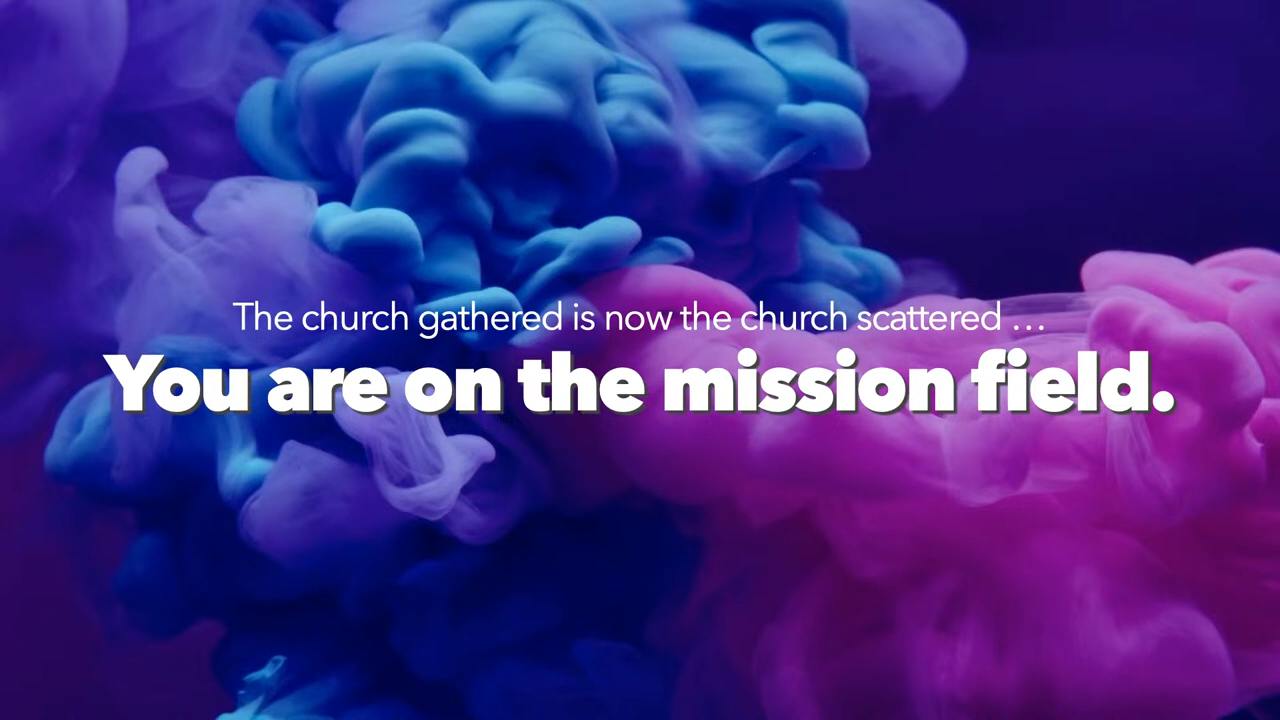 The church gathered is now the church scattered …
You are on the mission field.